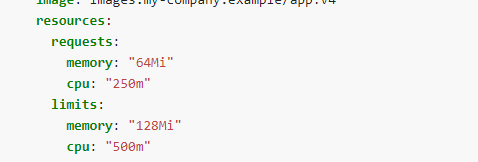 image: images.my-company.example/app:v4
resources:
requests:
memory: "64Mi"
cpu: "250m"
limits:
memory: "128Mi"
cpu: "500m"